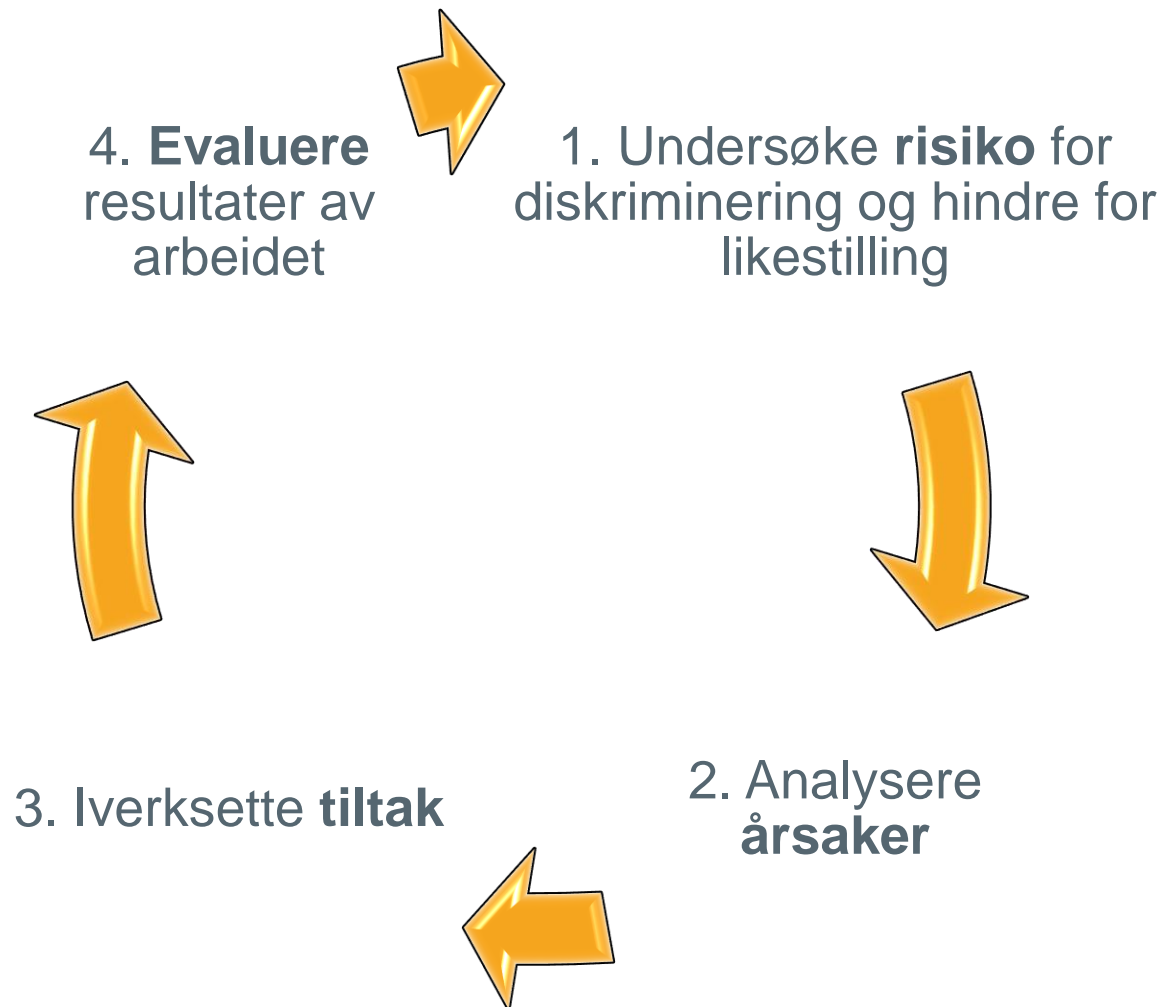 4. Evaluere
resultater av
arbeidet
1. Undersøke risiko for
diskriminering og hindre for
likestilling
3. Iverksette tiltak
2. Analysere
årsaker